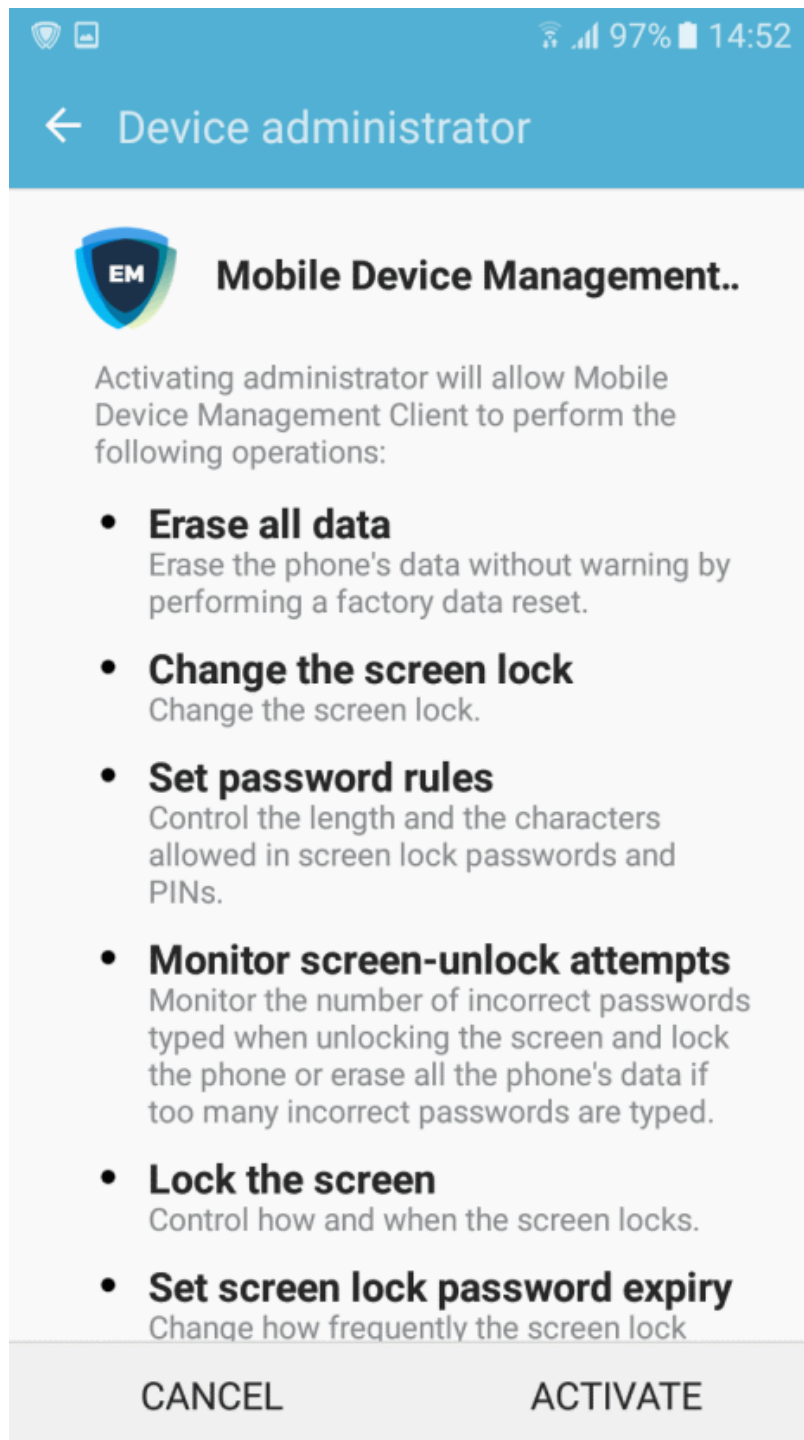 97% 14:52
Device administrator
EM
Mobile Device Management..
Activating administrator will allow Mobile
Device Management Client to perform the
following operations:
• Erase all data
Erase the phone's data without warning by
performing a factory data reset.
• Change the screen lock
Change the screen lock.
• Set password rules
Control the length and the characters
allowed in screen lock passwords and
PINs.
• Monitor screen-unlock attempts
Monitor the number of incorrect passwords
typed when unlocking the screen and lock
the phone or erase all the phone's data if
too many incorrect passwords are typed.
• Lock the screen
Control how and when the screen locks.
• Set screen lock password expiry
Change how frequently the screen lock
CANCEL ACTIVATE